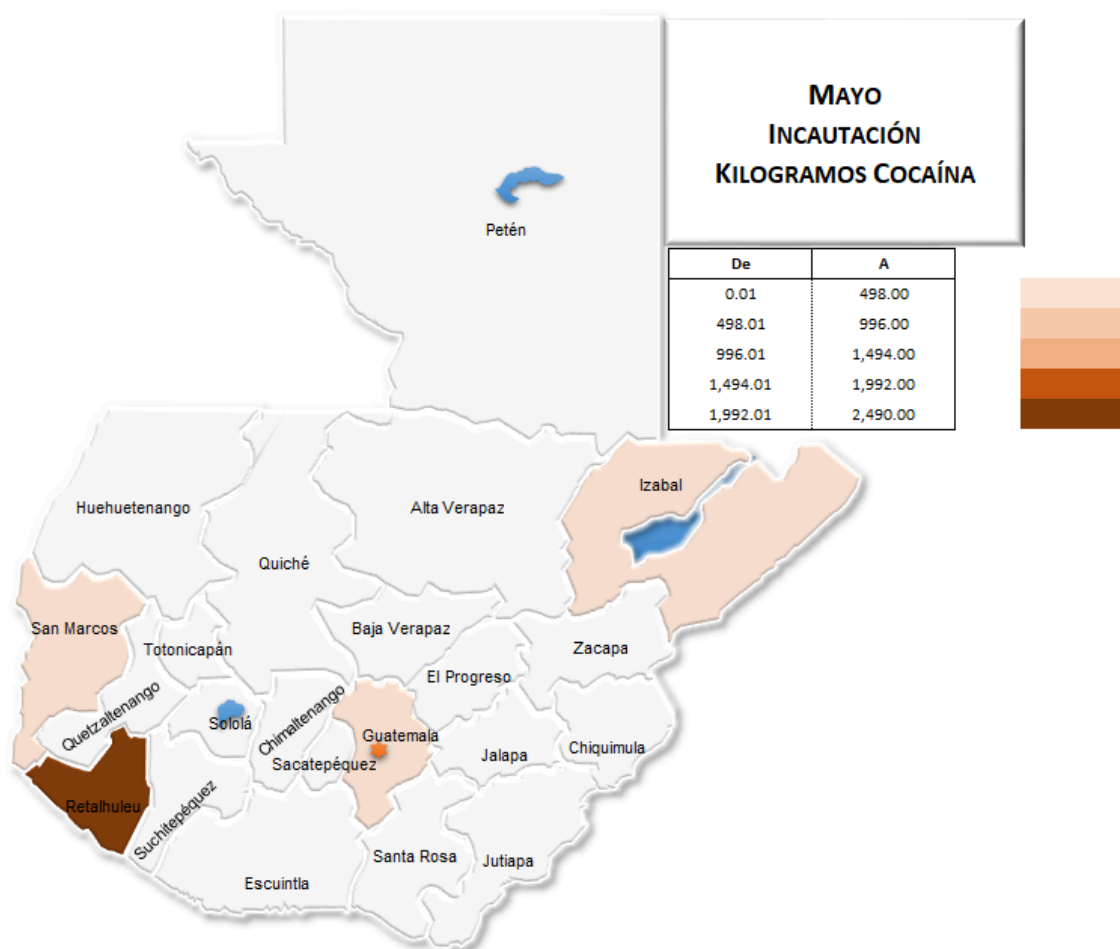 MAYO
INCAUTACIÓN
KILOGRAMOS COCAÍNA
De A
0.01 498.00
498.01 996.00
996.01 1,494.00
1,494.01 1,992.00
1,992.01 2,490.00
Petén
Izabal
Huehuetenango
Alta Verapaz
Quiché
San Marcos
Baja Verapaz
Totonicapán
Zacapa
El Progreso
Quetzaltenango
Sololá
Chimaltenango
Guatemala
Sacatepéquez
Jalapa
Chiquimula
Retalhuleu
Suchitepéquez
Santa Rosa
Jutiapa
Escuintla